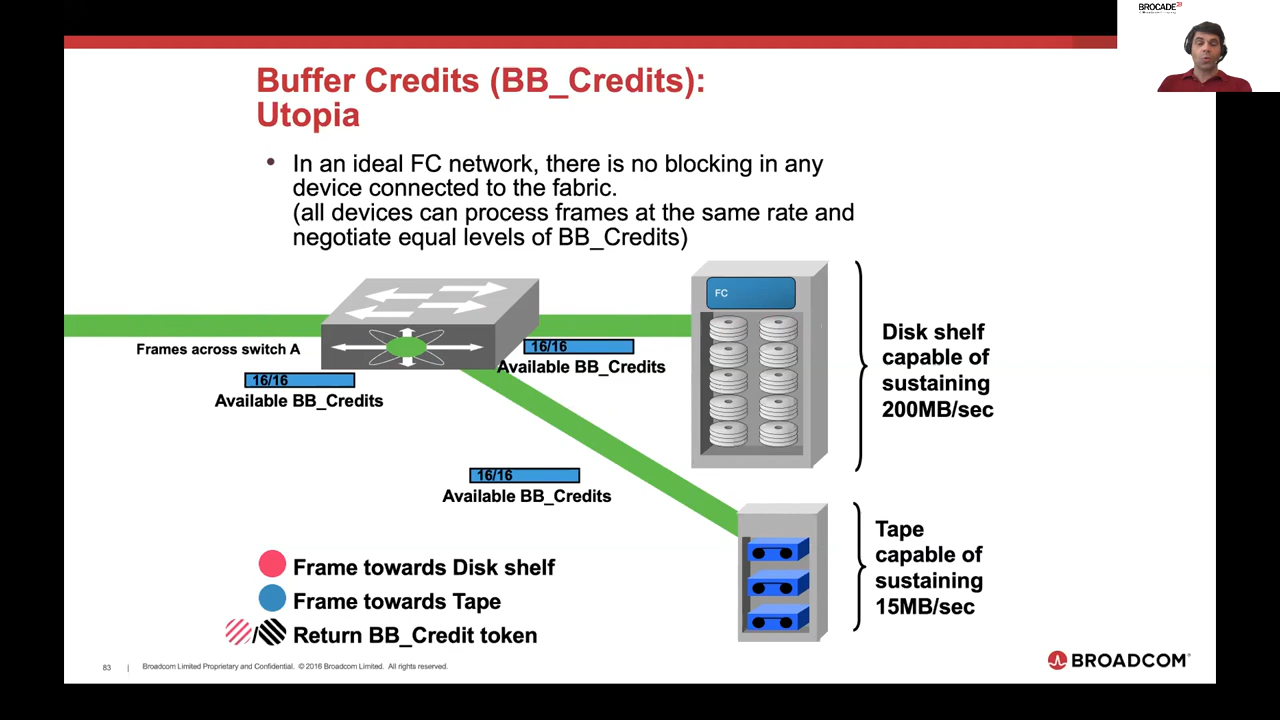 BROCADE
Buffer Credits (BB_Credits):
Utopia
• In an ideal FC network, there is no blocking in any
device connected to the fabric.
(all devices can process frames at the same rate and
negotiate equal levels of BB_Credits)
FC
Frames across switch A
16/16
Available BB_Credits
16/16
Available BB_Credits
Disk shelf
capable of
sustaining
200MB/sec
16/16
Available BB_Credits
Tape
capable of
sustaining
15MB/sec
Frame towards Disk shelf
Frame towards Tape
/ Return BB_Credit token
83 | Broadcom Limited Proprietary and Confidential. © 2016 Broadcom Limited. All rights reserved.
BROADCOM®